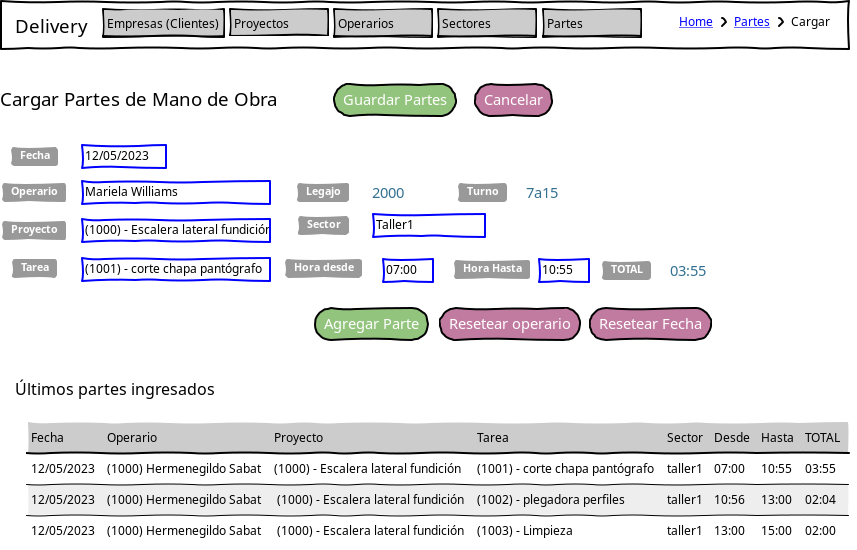 Delivery Empresas (Clientes) Proyectos Operarios Sectores Partes Home Partes Cargar
Cargar Partes de Mano de Obra Guardar Partes Cancelar
Fecha 12/05/2023
Operario Mariela Williams Legajo 2000 Turno 7a15
Proyecto (1000) - Escalera lateral fundición Sector Taller1
Tarea (1001) - corte chapa pantógrafo Hora desde 07:00 Hora Hasta 10:55 TOTAL 03:55
Agregar Parte Resetear operario Resetear Fecha
Últimos partes ingresados
Fecha Operario Proyecto Tarea Sector Desde Hasta TOTAL
12/05/2023 (1000) Hermenegildo Sabat (1000) - Escalera lateral fundición (1001) - corte chapa pantógrafo taller1 07:00 10:55 03:55
12/05/2023 (1000) Hermenegildo Sabat (1000) - Escalera lateral fundición (1002) - plegadora perfiles taller1 10:56 13:00 02:04
12/05/2023 (1000) Hermenegildo Sabat (1000) - Escalera lateral fundición (1003) - Limpieza taller1 13:00 15:00 02:00